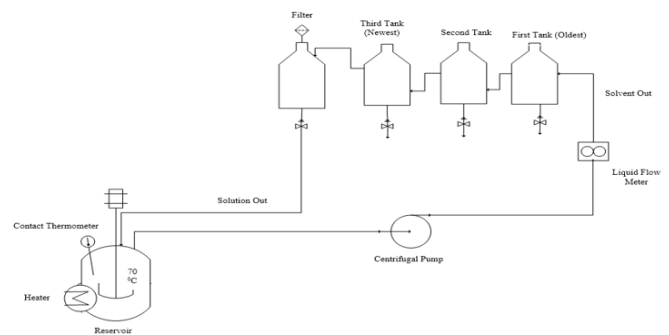 Filter
Third Tank
(Newest)
Second Tank
First Tank (Oldest)
Solvent Out
Liquid Flow
Meter
Solution Out
Contact Thermometer
Centrifugal Pump
70
⁰C
Heater
Reservoir